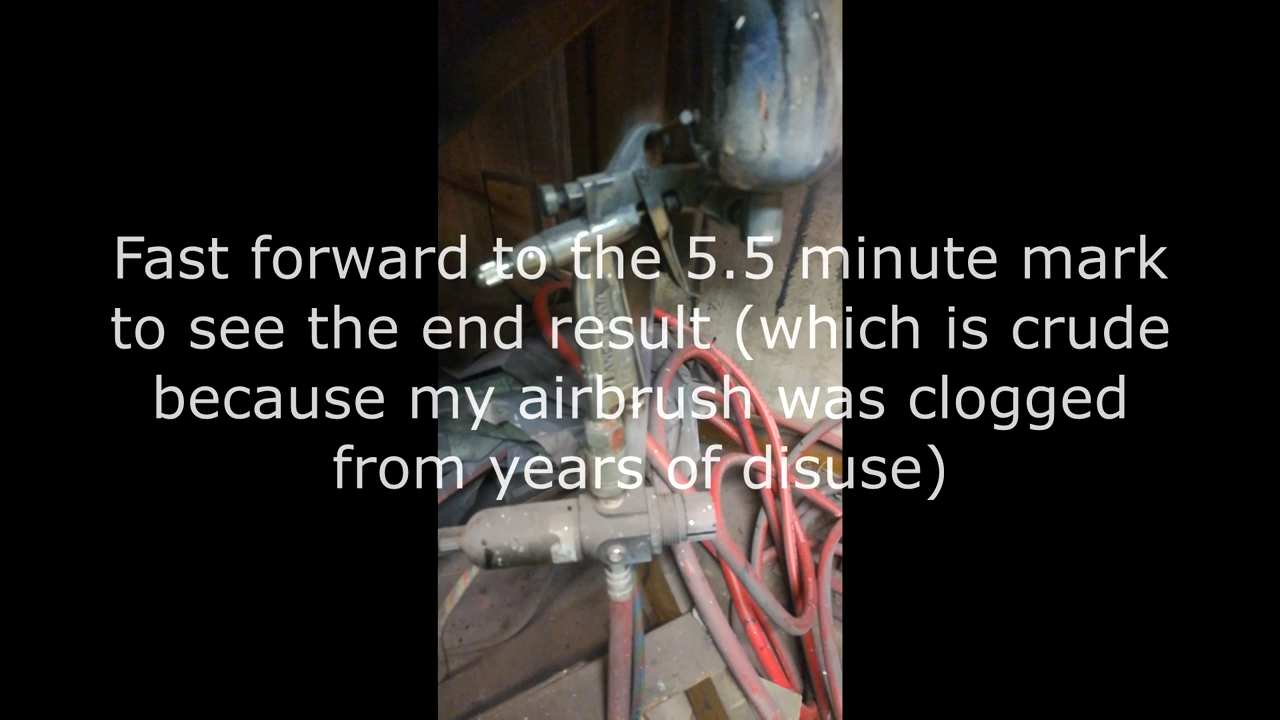 Fast forward to the 5.5 minute mark
to see the end result (which is crude
because my airbrush was clogged
from years of disuse)